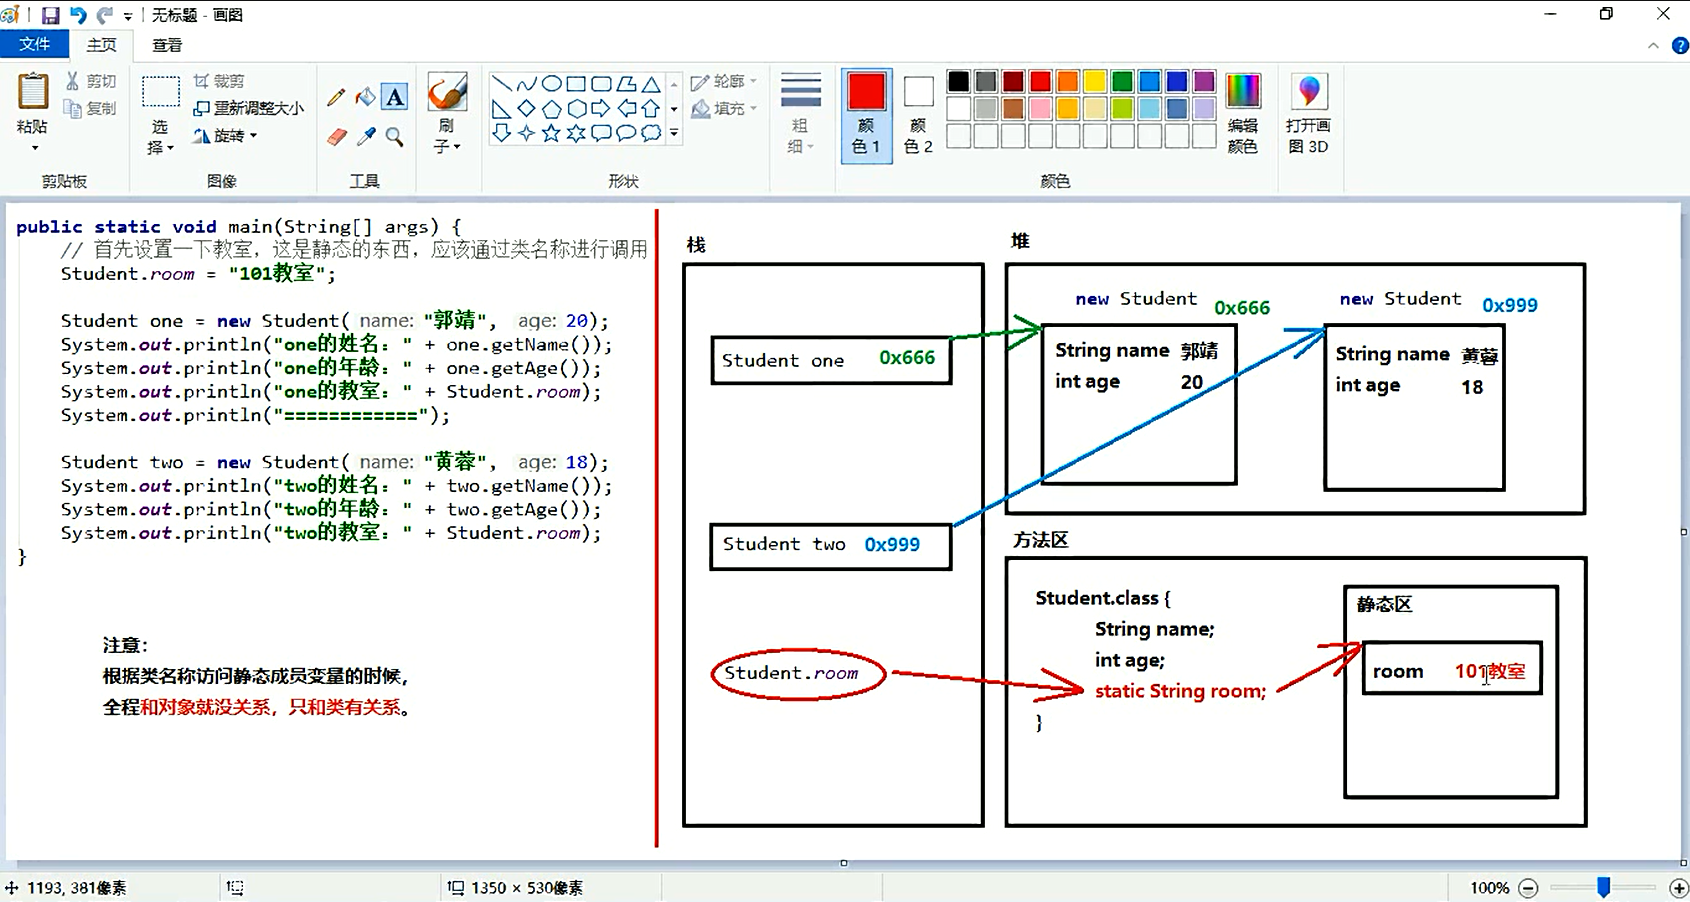 无标题 - 画图
文件 主页 查看
粘贴
剪切
复制
剪贴板
选
择
裁剪
重新调整大小
旋转
图像
A
工具
刷
子
形状
轮廓
填充
粗
细
颜
色 1
颜
色 2
编辑
颜色
颜色
打开画
图 3D
public static void main(String[] args) {
// 首先设置一下教室，这是静态的东西，应该通过类名称进行调用
Student.room = "101教室";
Student one = new Student( name: "郭靖", age: 20);
System.out.println("one的姓名：" + one.getName());
System.out.println("one的年龄：" + one.getAge());
System.out.println("one的教室：" + Student.room);
System.out.println("============");
Student two = new Student( name: "黄蓉", age: 18);
System.out.println("two的姓名：" + two.getName());
System.out.println("two的年龄：" + two.getAge());
System.out.println("two的教室：" + Student.room);
}
注意：
根据类名称访问静态成员变量的时候，
全程和对象就没关系，只和类有关系。
栈
Student one 0x666
Student two 0x999
Student.room
堆
new Student 0x666
String name 郭靖
int age 20
new Student 0x999
String name 黄蓉
int age 18
方法区
Student.class {
String name;
int age;
static String room;
}
静态区
room 101教室
1193, 381像素
1350 × 530像素
100%